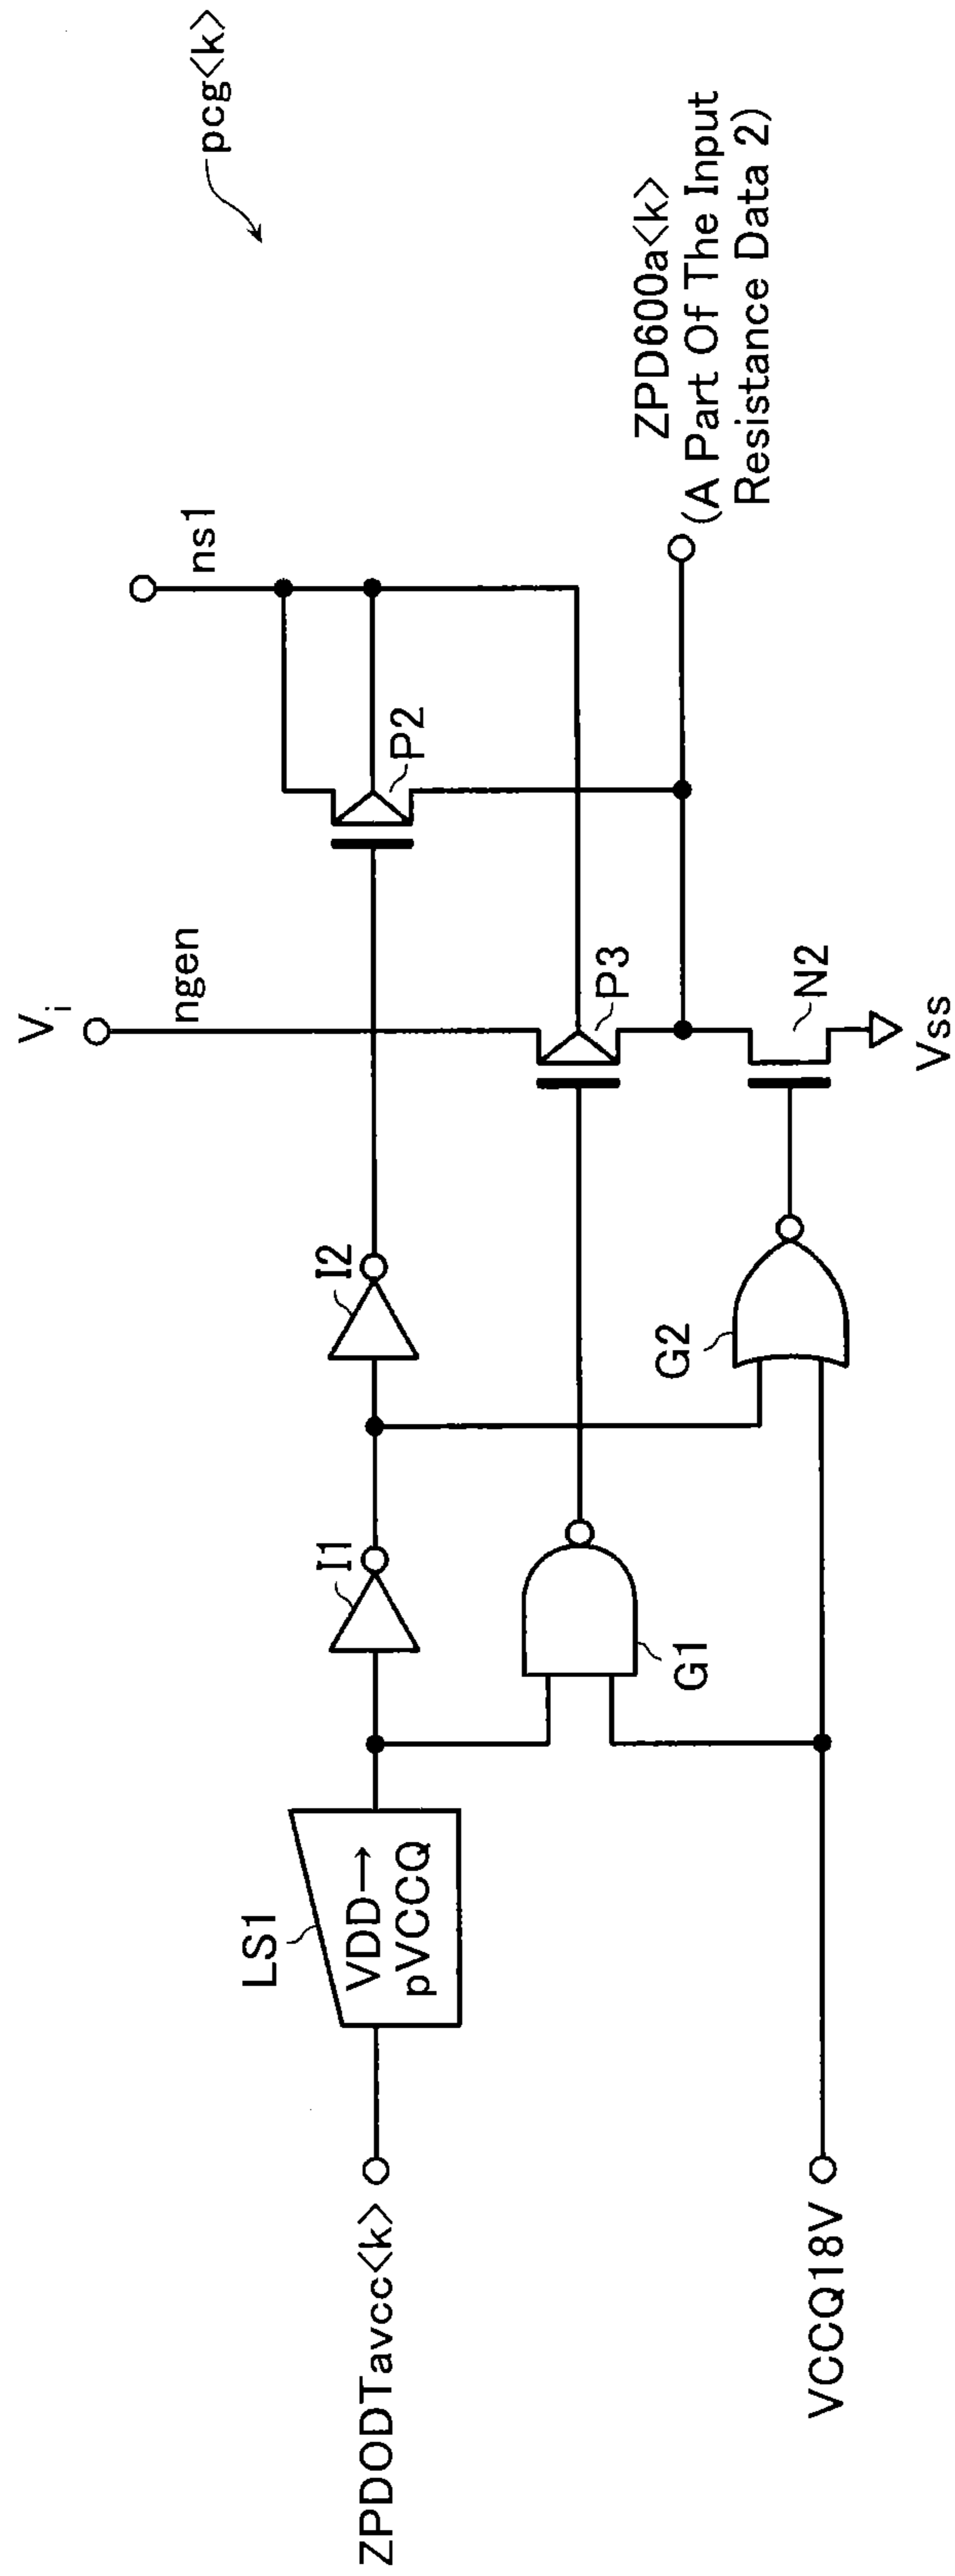 pcg<k>
Vi
ngen
ns1
LS1
VDD→
pVCCQ
I1
I2
P2
ZPDODTavcc<k>
G1
P3
ZPD600a<k>
(A Part Of The Input
Resistance Data 2)
G2
N2
VCCQ18V
Vss